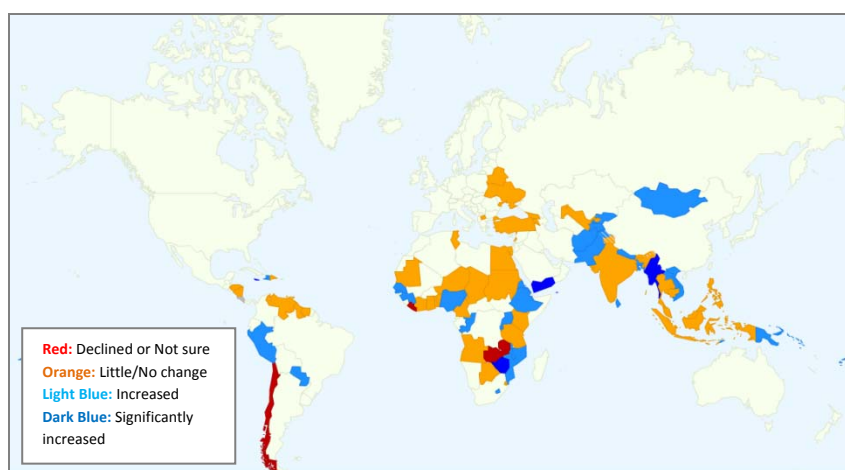 Red: Declined or Not sure
Orange: Little/No change
Light Blue: Increased
Dark Blue: Significantly
increased